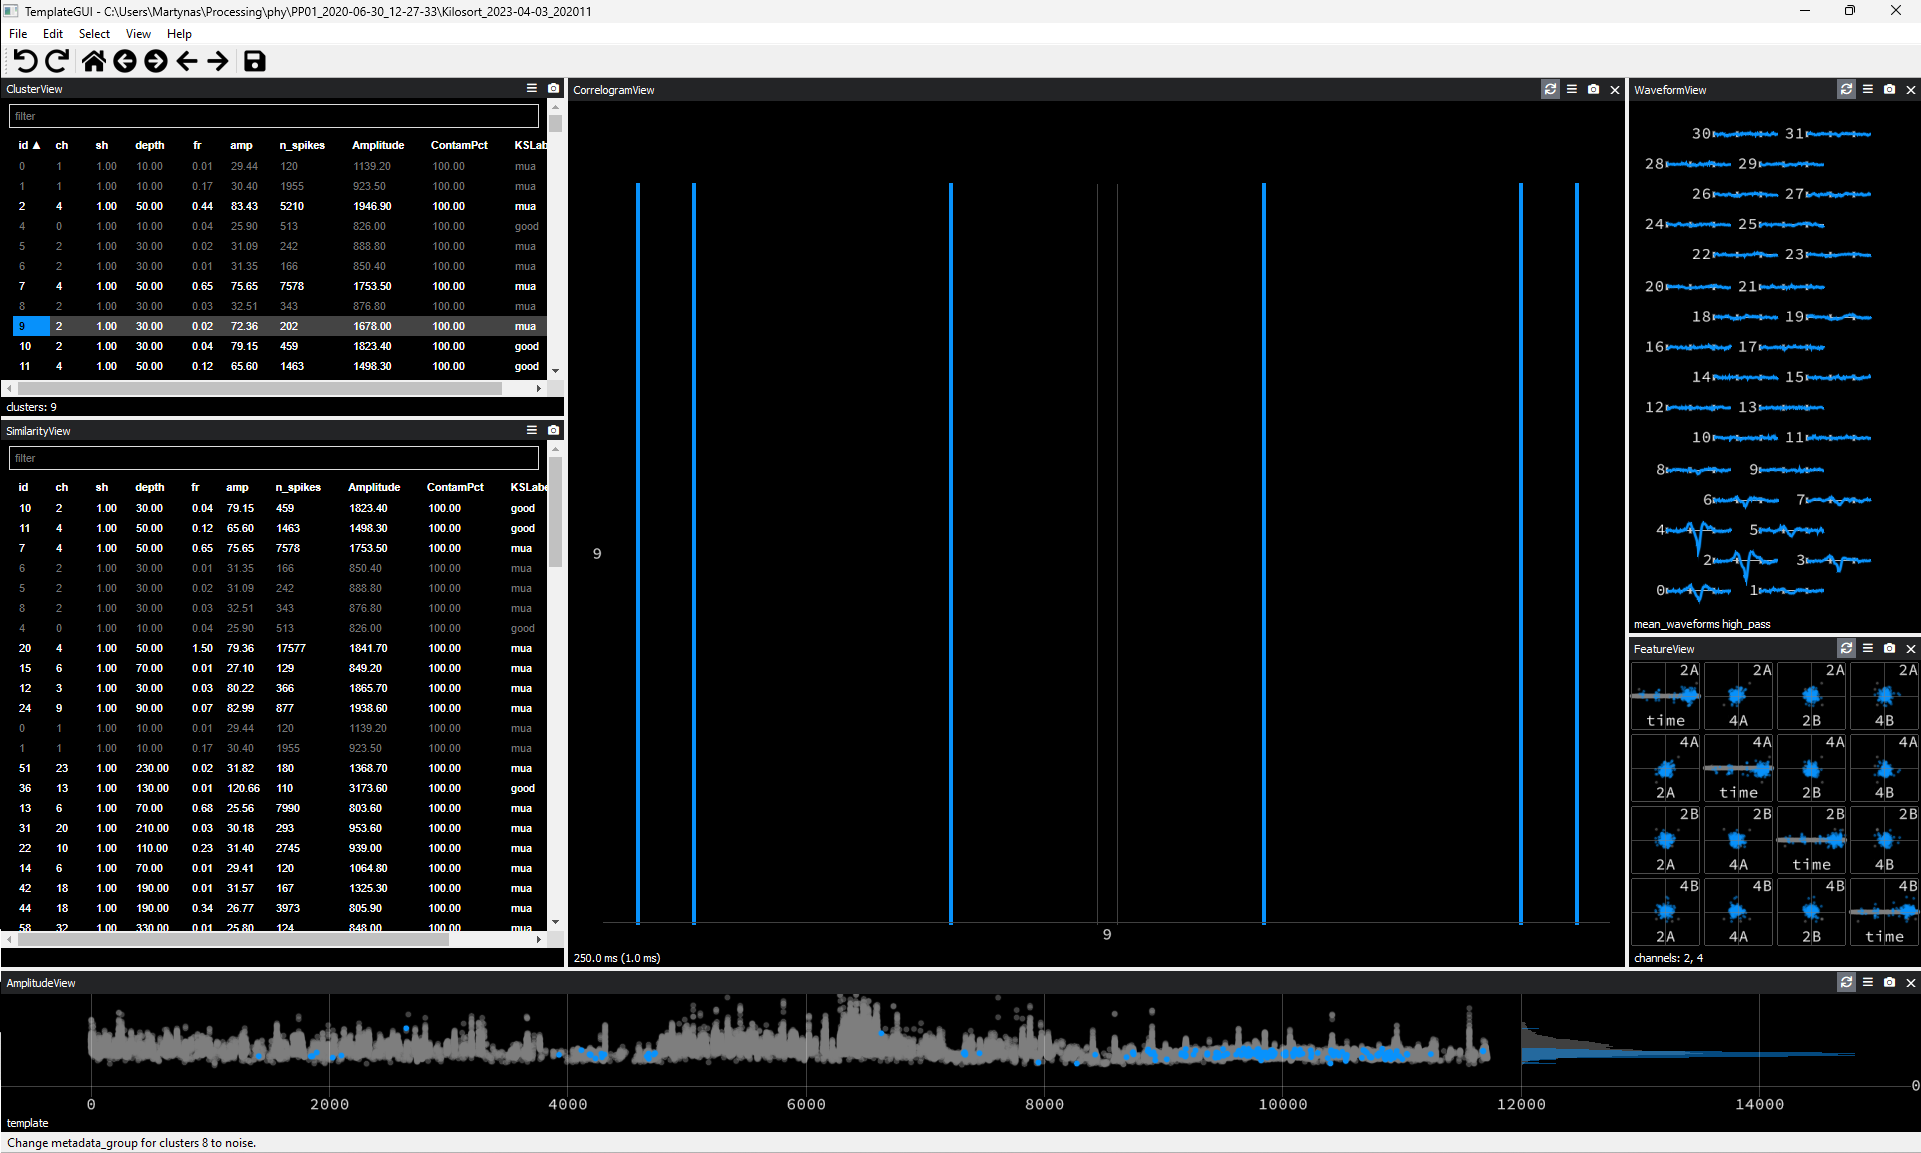 TemplateGUI - C:\Users\Martynas\Processing\phy\PP01_2020-06-30_12-27-33\Kilosort_2023-04-03_202011
File Edit Select View Help
ClusterView
filter
id ▲ ch sh depth fr amp n_spikes Amplitude ContamPct KSLab
0 1 1.00 10.00 0.01 29.44 120 1139.20 100.00 mua
1 1 1.00 10.00 0.17 30.40 1955 923.50 100.00 mua
2 4 1.00 50.00 0.44 83.43 5210 1946.90 100.00 mua
4 0 1.00 10.00 0.04 25.90 513 826.00 100.00 good
5 2 1.00 30.00 0.02 31.09 242 888.80 100.00 mua
6 2 1.00 30.00 0.01 31.35 166 850.40 100.00 mua
7 4 1.00 50.00 0.65 75.65 7578 1753.50 100.00 mua
8 2 1.00 30.00 0.03 32.51 343 876.80 100.00 mua
9 2 1.00 30.00 0.02 72.36 202 1678.00 100.00 mua
10 2 1.00 30.00 0.04 79.15 459 1823.40 100.00 good
11 4 1.00 50.00 0.12 65.60 1463 1498.30 100.00 good
clusters: 9
SimilarityView
filter
id ch sh depth fr amp n_spikes Amplitude ContamPct KSLabe
10 2 1.00 30.00 0.04 79.15 459 1823.40 100.00 good
11 4 1.00 50.00 0.12 65.60 1463 1498.30 100.00 good
7 4 1.00 50.00 0.65 75.65 7578 1753.50 100.00 mua
6 2 1.00 30.00 0.01 31.35 166 850.40 100.00 mua
5 2 1.00 30.00 0.02 31.09 242 888.80 100.00 mua
8 2 1.00 30.00 0.03 32.51 343 876.80 100.00 mua
4 0 1.00 10.00 0.04 25.90 513 826.00 100.00 good
20 4 1.00 50.00 1.50 79.36 17577 1841.70 100.00 mua
15 6 1.00 70.00 0.01 27.10 129 849.20 100.00 mua
12 3 1.00 30.00 0.03 80.22 366 1865.70 100.00 mua
24 9 1.00 90.00 0.07 82.99 877 1938.60 100.00 mua
0 1 1.00 10.00 0.01 29.44 120 1139.20 100.00 mua
1 1 1.00 10.00 0.17 30.40 1955 923.50 100.00 mua
51 23 1.00 230.00 0.02 31.82 180 1368.70 100.00 mua
36 13 1.00 130.00 0.01 120.66 110 3173.60 100.00 good
13 6 1.00 70.00 0.68 25.56 7990 803.60 100.00 mua
31 20 1.00 210.00 0.03 30.18 293 953.60 100.00 mua
22 10 1.00 110.00 0.23 31.40 2745 939.00 100.00 mua
14 6 1.00 70.00 0.01 29.41 120 1064.80 100.00 mua
42 18 1.00 190.00 0.01 31.57 167 1325.30 100.00 mua
44 18 1.00 190.00 0.34 26.77 3973 805.90 100.00 mua
58 32 1.00 330.00 0.01 25.80 124 848.00 100.00 mua
CorrelogramView
9
9
250.0 ms (1.0 ms)
WaveformView
30 31
28 29
26 27
24 25
22 23
20 21
18 19
16 17
14 15
12 13
10 11
8 9
6 7
4 5
2 3
0 1
mean_waveforms high_pass
FeatureView
2A 2A 2A 2A
time 4A 2B 4B
4A 4A 4A 4A
2A time 2B 4B
2B 2B 2B 2B
2A 4A time 4B
4B 4B 4B 4B
2A 4A 2B time
channels: 2, 4
AmplitudeView
0
0 2000 4000 6000 8000 10000 12000 14000
template
Change metadata_group for clusters 8 to noise.